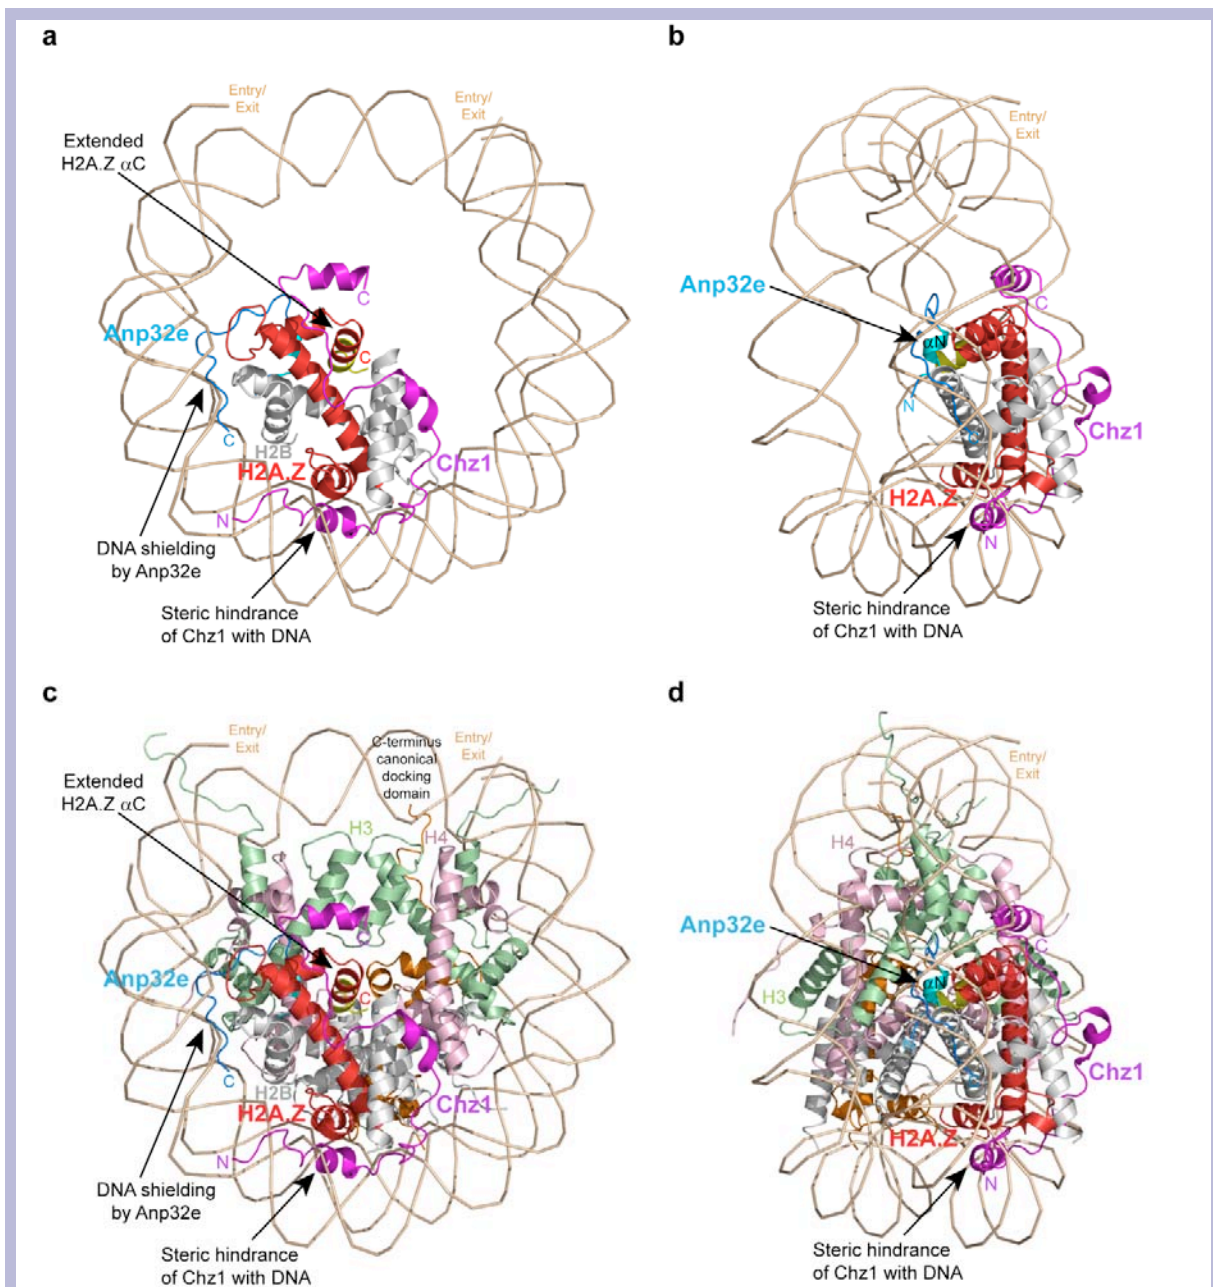 a
Entry/
Exit
Entry/
Exit
Extended
H2A.Z αC
C
Anp32e
C
C
H2B
H2A.Z
Chz1
N
DNA shielding
by Anp32e
Steric hindrance
of Chz1 with DNA
b
Entry/
Exit
Anp32e
C
αN
N
C
Chz1
H2A.Z
N
Steric hindrance
of Chz1 with DNA
c
Entry/
Exit
C-terminus
canonical
docking
domain
Entry/
Exit
Extended
H2A.Z αC
H3
H4
C
Anp32e
C
C
H2B
H2A.Z
Chz1
N
DNA shielding
by Anp32e
Steric hindrance
of Chz1 with DNA
d
Entry/
Exit
H4
Anp32e
C
αN
H3
C
Chz1
H2A.Z
N
Steric hindrance
of Chz1 with DNA